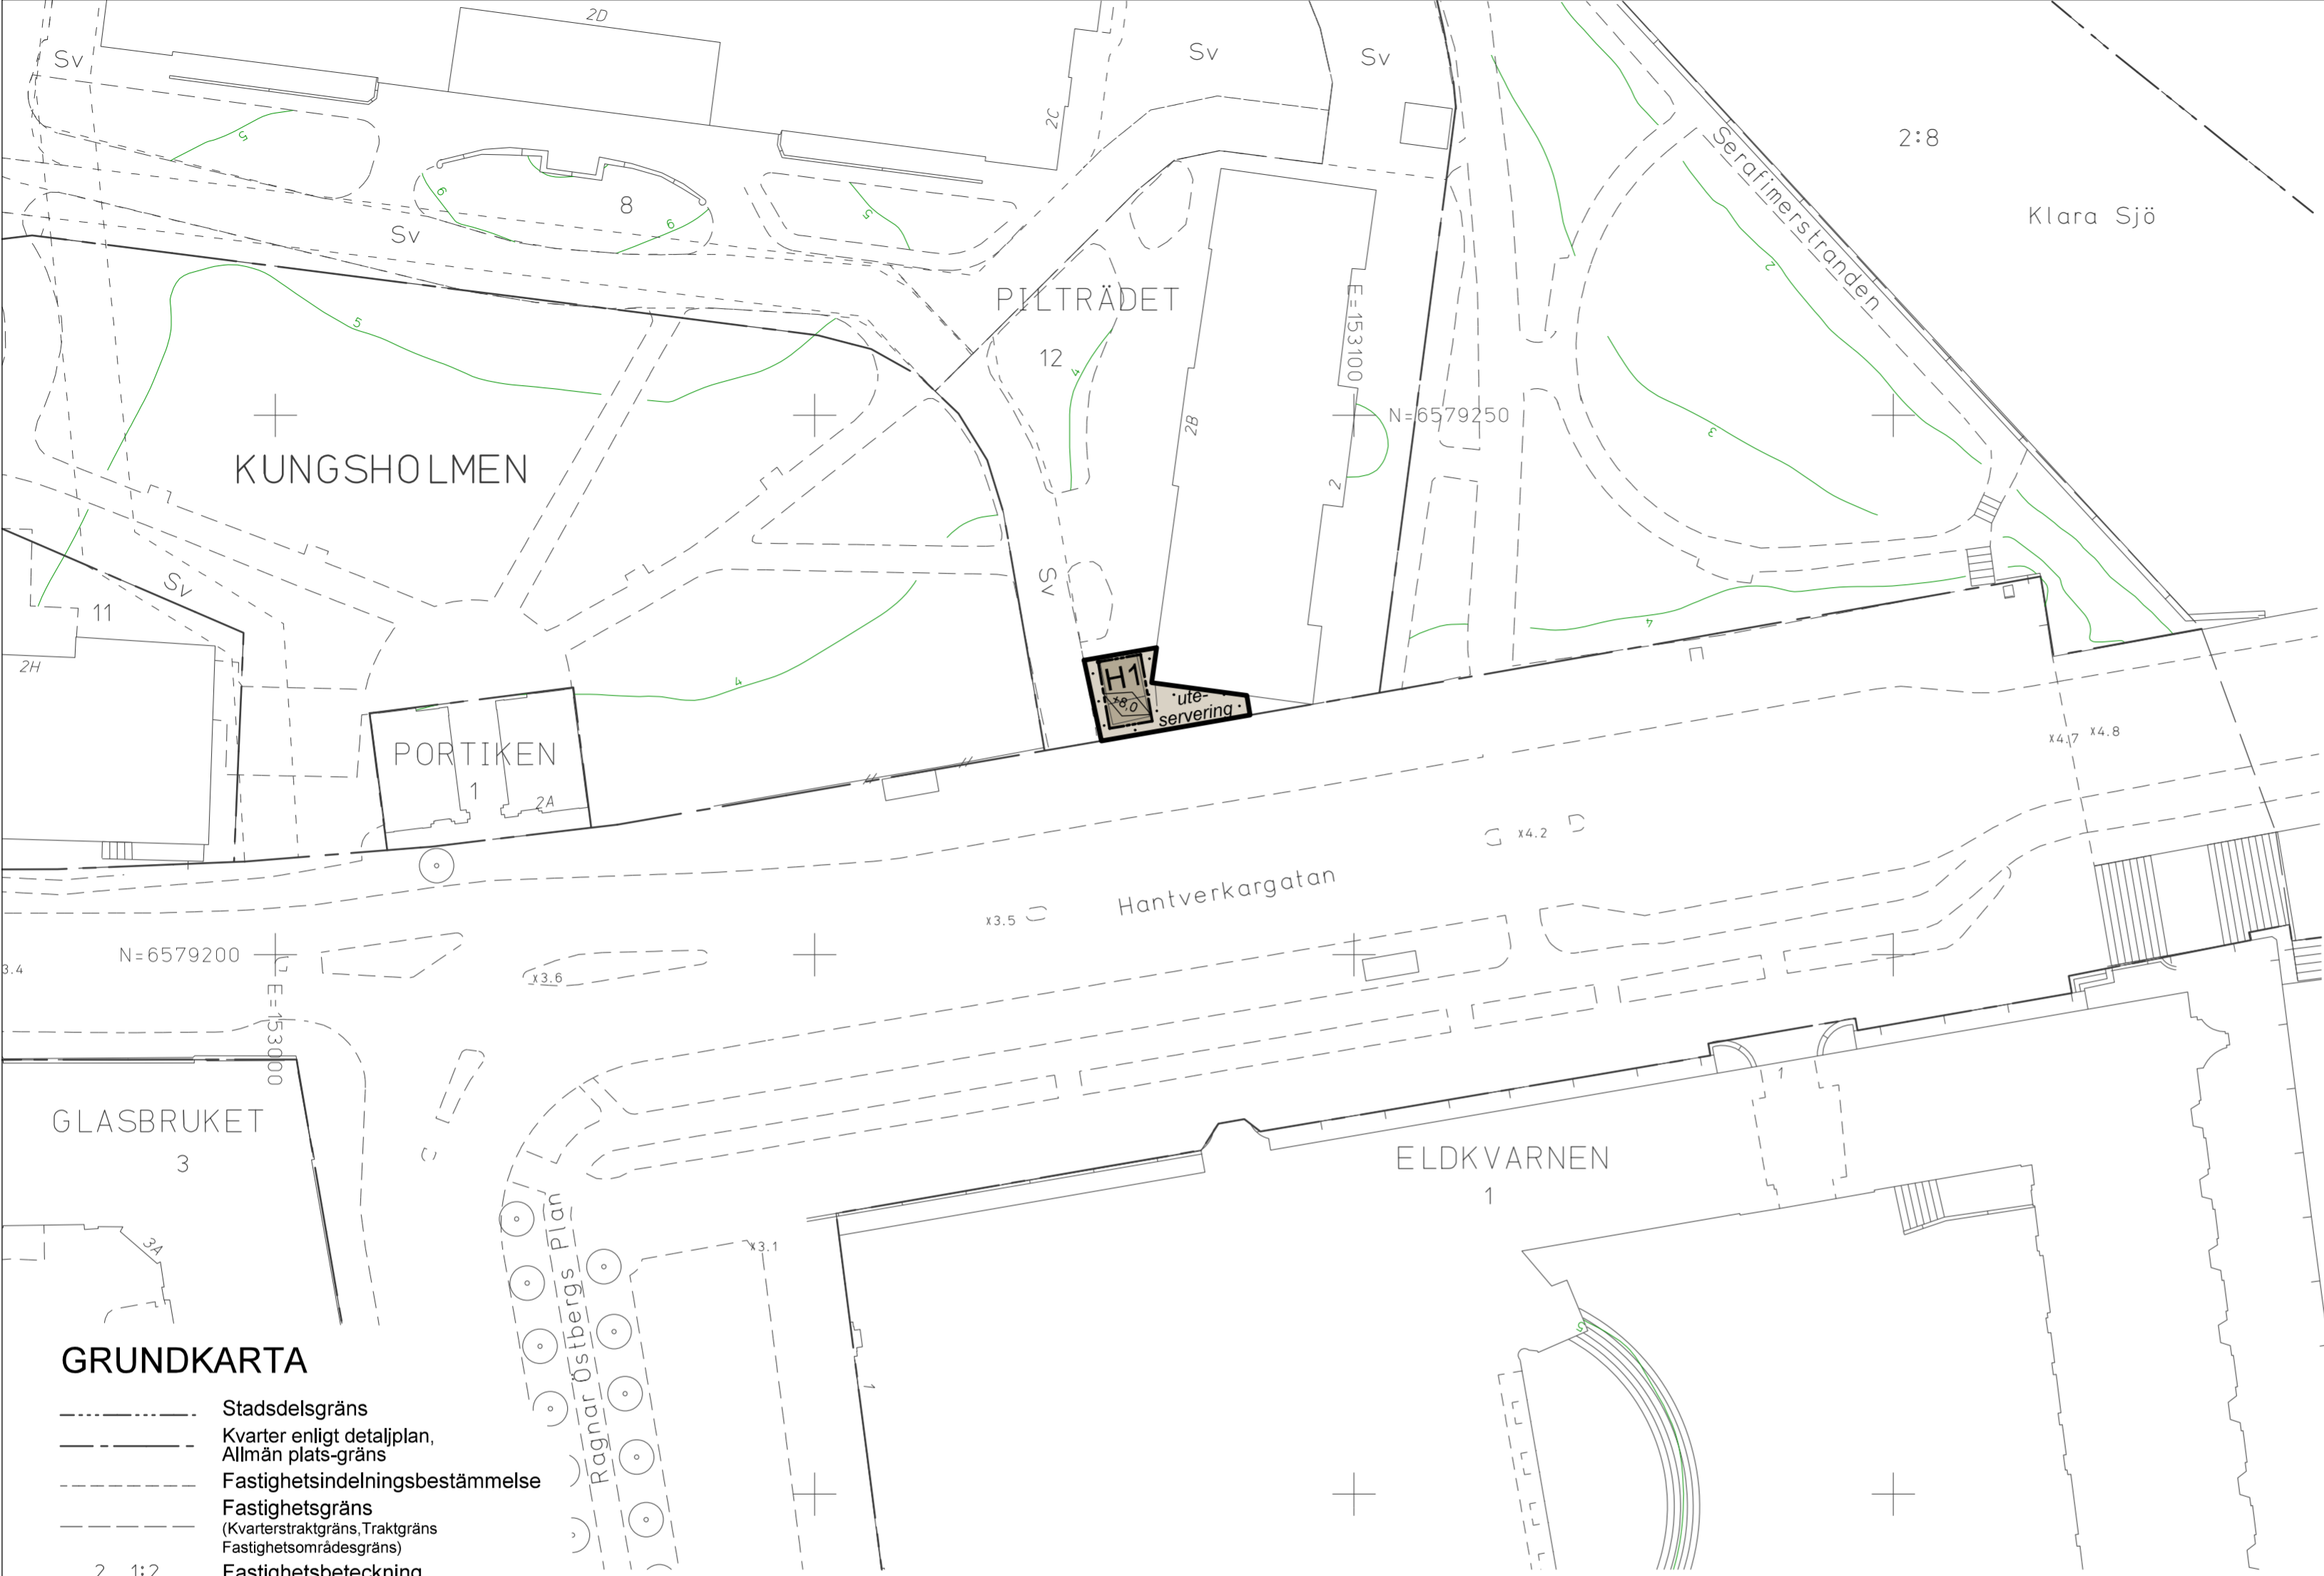 2D
Sv
Sv
Sv
2C
2:8
Serafimerstranden
Klara Sjö
5
6
8
6
5
Sv
2
PILTRÄDET
E=153100
5
12
4
2B
N=6579250
3
KUNGSHOLMEN
2
Sv
Sv
11
4
2H
4
H1
x8,0
ute-
servering
PORTIKEN
1
2A
x4.7
x4.8
x4.2
Hantverkargatan
x3.5
N=6579200
3.4
x3.6
E=153000
GLASBRUKET
3
1
ELDKVARNEN
1
3A
Ragnar Östbergs Plan
x3.1
5
1
GRUNDKARTA
Stadsdelsgräns
Kvarter enligt detaljplan,
Allmän plats-gräns
Fastighetsindelningsbestämmelse
Fastighetsgräns
(Kvarterstraktgräns,Traktgräns
Fastighetsområdesgräns)
2 1:2 Fastighetsbeteckning